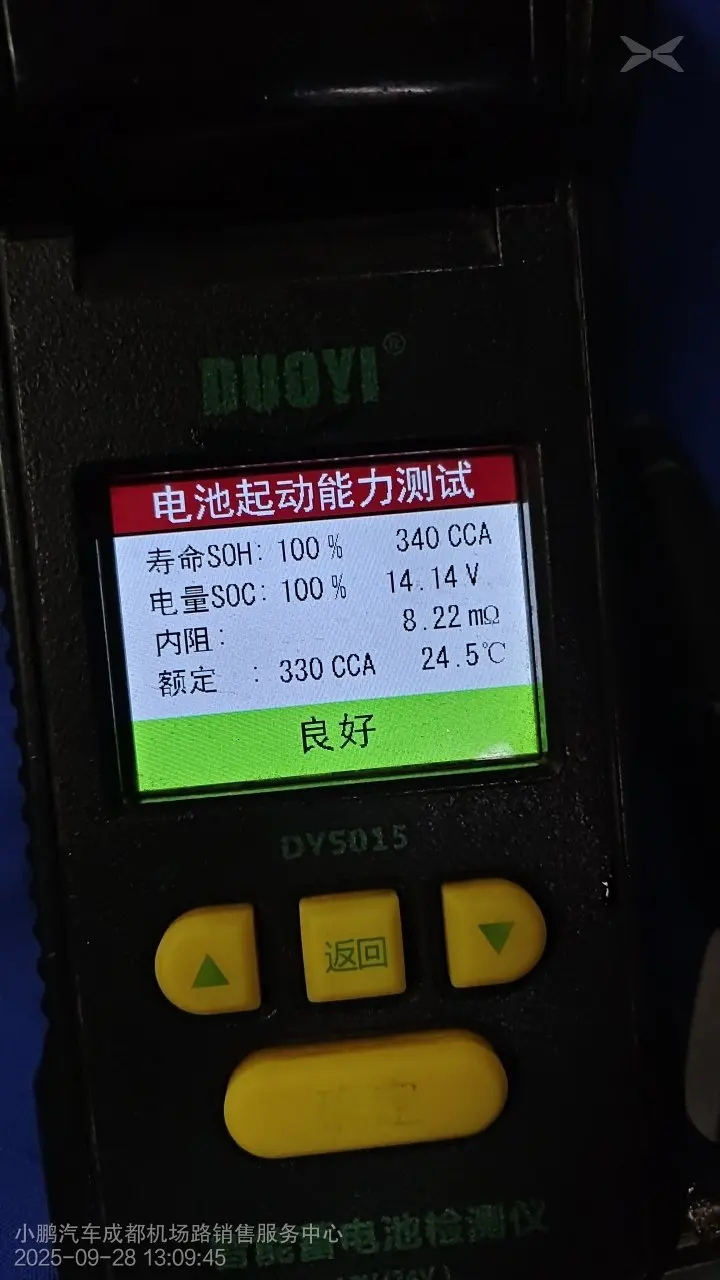 DUOYI®
电池起动能力测试
寿命SOH: 100% 340 CCA
电量SOC: 100% 14.14 V
内阻: 8.22 mΩ
额定 : 330 CCA 24.5℃
良好
DY5015
▲ 返回 ▼
智能蓄电池检测仪
小鹏汽车成都机场路销售服务中心
2025-09-28 13:09:45